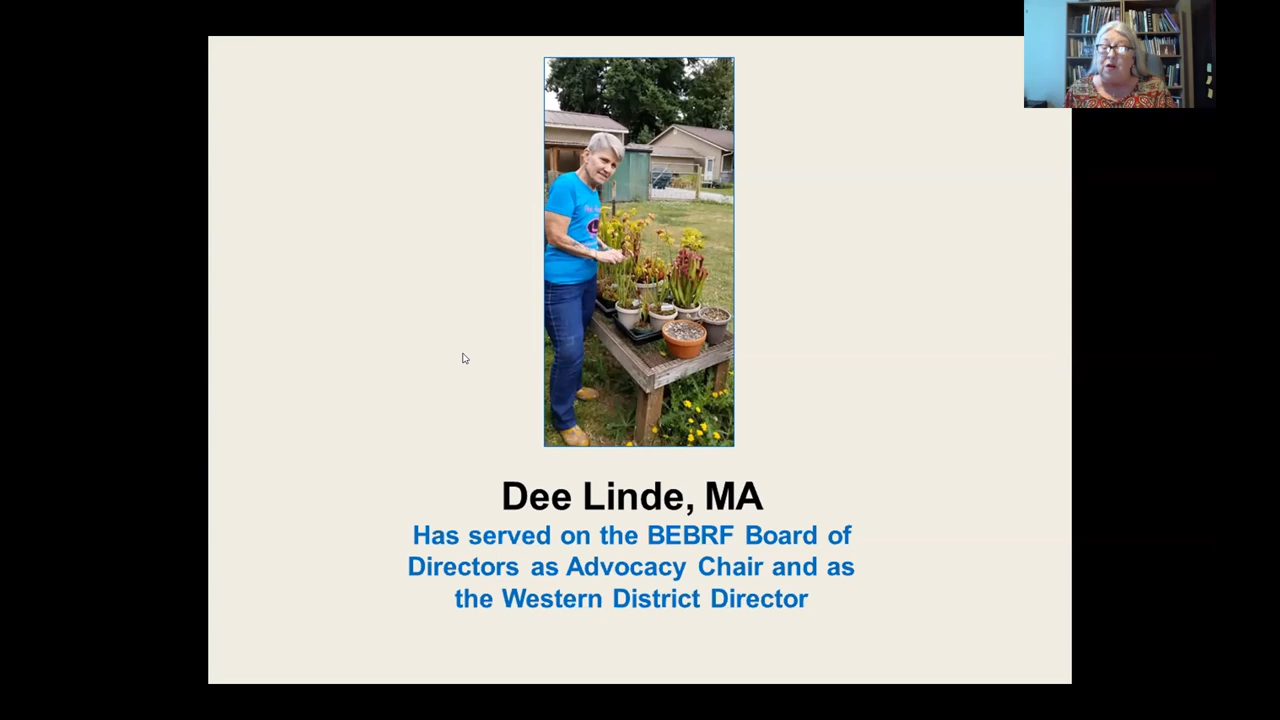 Dee Linde, MA
Has served on the BEBRF Board of
Directors as Advocacy Chair and as
the Western District Director